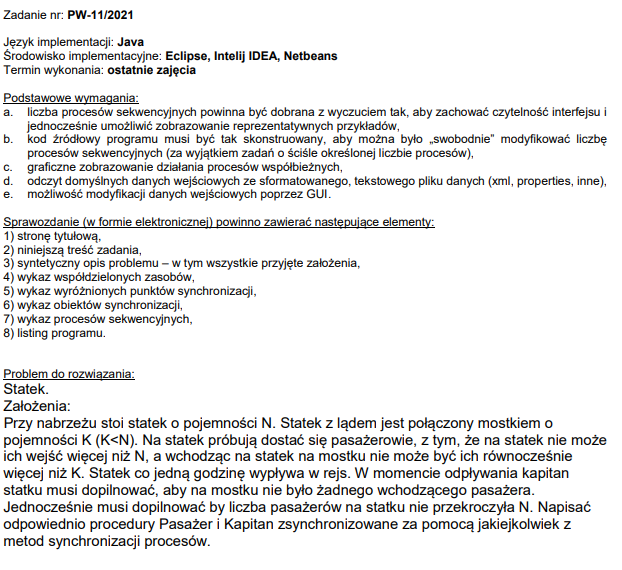 Zadanie nr: PW-11/2021
Język implementacji: Java
Środowisko implementacyjne: Eclipse, Intelij IDEA, Netbeans
Termin wykonania: ostatnie zajęcia
Podstawowe wymagania:
a. liczba procesów sekwencyjnych powinna być dobrana z wyczuciem tak, aby zachować czytelność interfejsu i
jednocześnie umożliwić zobrazowanie reprezentatywnych przykładów,
b. kod źródłowy programu musi być tak skonstruowany, aby można było „swobodnie” modyfikować liczbę
procesów sekwencyjnych (za wyjątkiem zadań o ściśle określonej liczbie procesów),
c. graficzne zobrazowanie działania procesów współbieżnych,
d. odczyt domyślnych danych wejściowych ze sformatowanego, tekstowego pliku danych (xml, properties, inne),
e. możliwość modyfikacji danych wejściowych poprzez GUI.
Sprawozdanie (w formie elektronicznej) powinno zawierać następujące elementy:
1) stronę tytułową,
2) niniejszą treść zadania,
3) syntetyczny opis problemu – w tym wszystkie przyjęte założenia,
4) wykaz współdzielonych zasobów,
5) wykaz wyróżnionych punktów synchronizacji,
6) wykaz obiektów synchronizacji,
7) wykaz procesów sekwencyjnych,
8) listing programu.
Problem do rozwiązania:
Statek.
Założenia:
Przy nabrzeżu stoi statek o pojemności N. Statek z lądem jest połączony mostkiem o
pojemności K (K<N). Na statek próbują dostać się pasażerowie, z tym, że na statek nie może
ich wejść więcej niż N, a wchodząc na statek na mostku nie może być ich równocześnie
więcej niż K. Statek co jedną godzinę wypływa w rejs. W momencie odpływania kapitan
statku musi dopilnować, aby na mostku nie było żadnego wchodzącego pasażera.
Jednocześnie musi dopilnować by liczba pasażerów na statku nie przekroczyła N. Napisać
odpowiednio procedury Pasażer i Kapitan zsynchronizowane za pomocą jakiejkolwiek z
metod synchronizacji procesów.